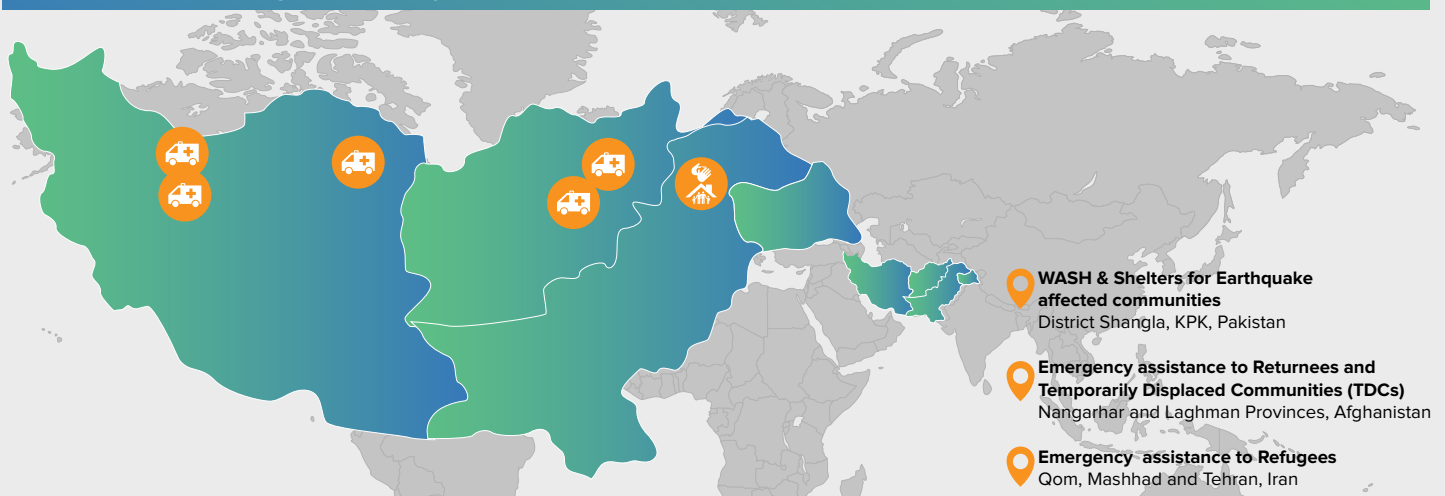 WASH & Shelters for Earthquake
affected communities
District Shangla, KPK, Pakistan
Emergency assistance to Returnees and
Temporarily Displaced Communities (TDCs)
Nangarhar and Laghman Provinces, Afghanistan
Emergency assistance to Refugees
Qom, Mashhad and Tehran, Iran